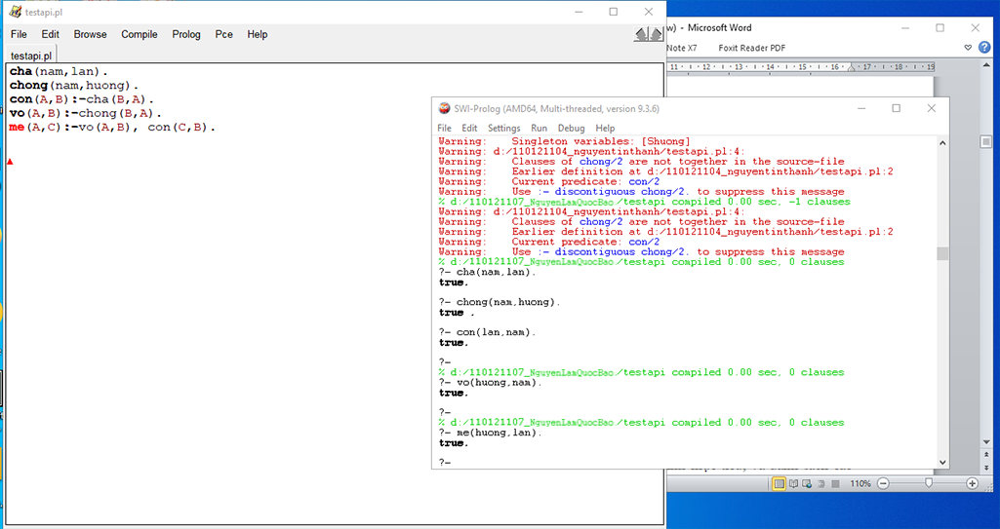 testapi.pl
File Edit Browse Compile Prolog Pce Help
testapi.pl
cha(nam,lan).
chong(nam,huong).
con(A,B):-cha(B,A).
vo(A,B):-chong(B,A).
me(A,C):-vo(A,B), con(C,B).
w) - Microsoft Word
Note X7 Foxit Reader PDF
11 12 13 14 15 16 17 18 19
SWI-Prolog (AMD64, Multi-threaded, version 9.3.6)
File Edit Settings Run Debug Help
Warning: Singleton variables: [Shuong]
Warning: d:/110121104_nguyentinthanh/testapi.pl:4:
Warning: Clauses of chong/2 are not together in the source-file
Warning: Earlier definition at d:/110121104_nguyentinthanh/testapi.pl:2
Warning: Current predicate: con/2
Warning: Use :- discontiguous chong/2. to suppress this message
% d:/110121107_NguyenLamQuocBao/testapi compiled 0.00 sec, -1 clauses
Warning: d:/110121104_nguyentinthanh/testapi.pl:4:
Warning: Clauses of chong/2 are not together in the source-file
Warning: Earlier definition at d:/110121104_nguyentinthanh/testapi.pl:2
Warning: Current predicate: con/2
Warning: Use :- discontiguous chong/2. to suppress this message
% d:/110121107_NguyenLamQuocBao/testapi compiled 0.00 sec, 0 clauses
?- cha(nam,lan).
true.
?- chong(nam,huong).
true .
?- con(lan,nam).
true.
?-
% d:/110121107_NguyenLamQuocBao/testapi compiled 0.00 sec, 0 clauses
?- vo(huong,nam).
true.
?-
% d:/110121107_NguyenLamQuocBao/testapi compiled 0.00 sec, 0 clauses
?- me(huong,lan).
true.
?-
110%